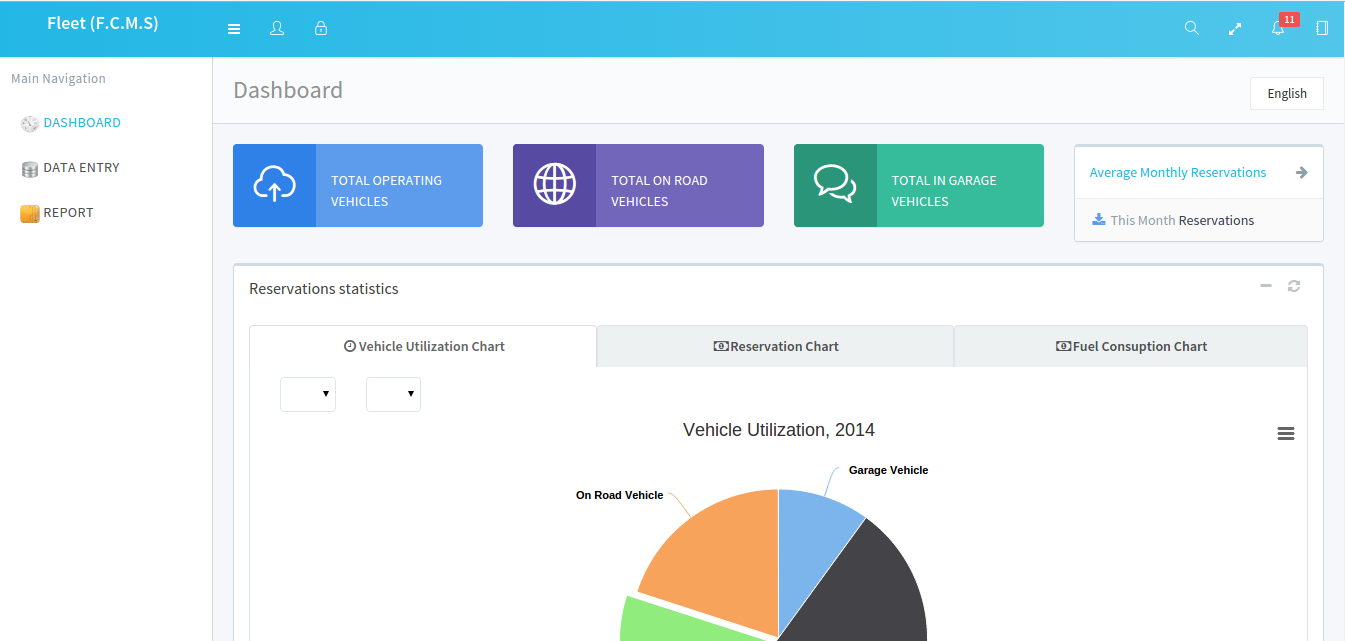 Fleet (F.C.M.S)
11
Main Navigation
DASHBOARD
DATA ENTRY
REPORT
Dashboard
English
TOTAL OPERATING
VEHICLES
TOTAL ON ROAD
VEHICLES
TOTAL IN GARAGE
VEHICLES
Average Monthly Reservations
This Month Reservations
Reservations statistics
Vehicle Utilization Chart
Reservation Chart
Fuel Consuption Chart
Vehicle Utilization, 2014
Garage Vehicle
On Road Vehicle